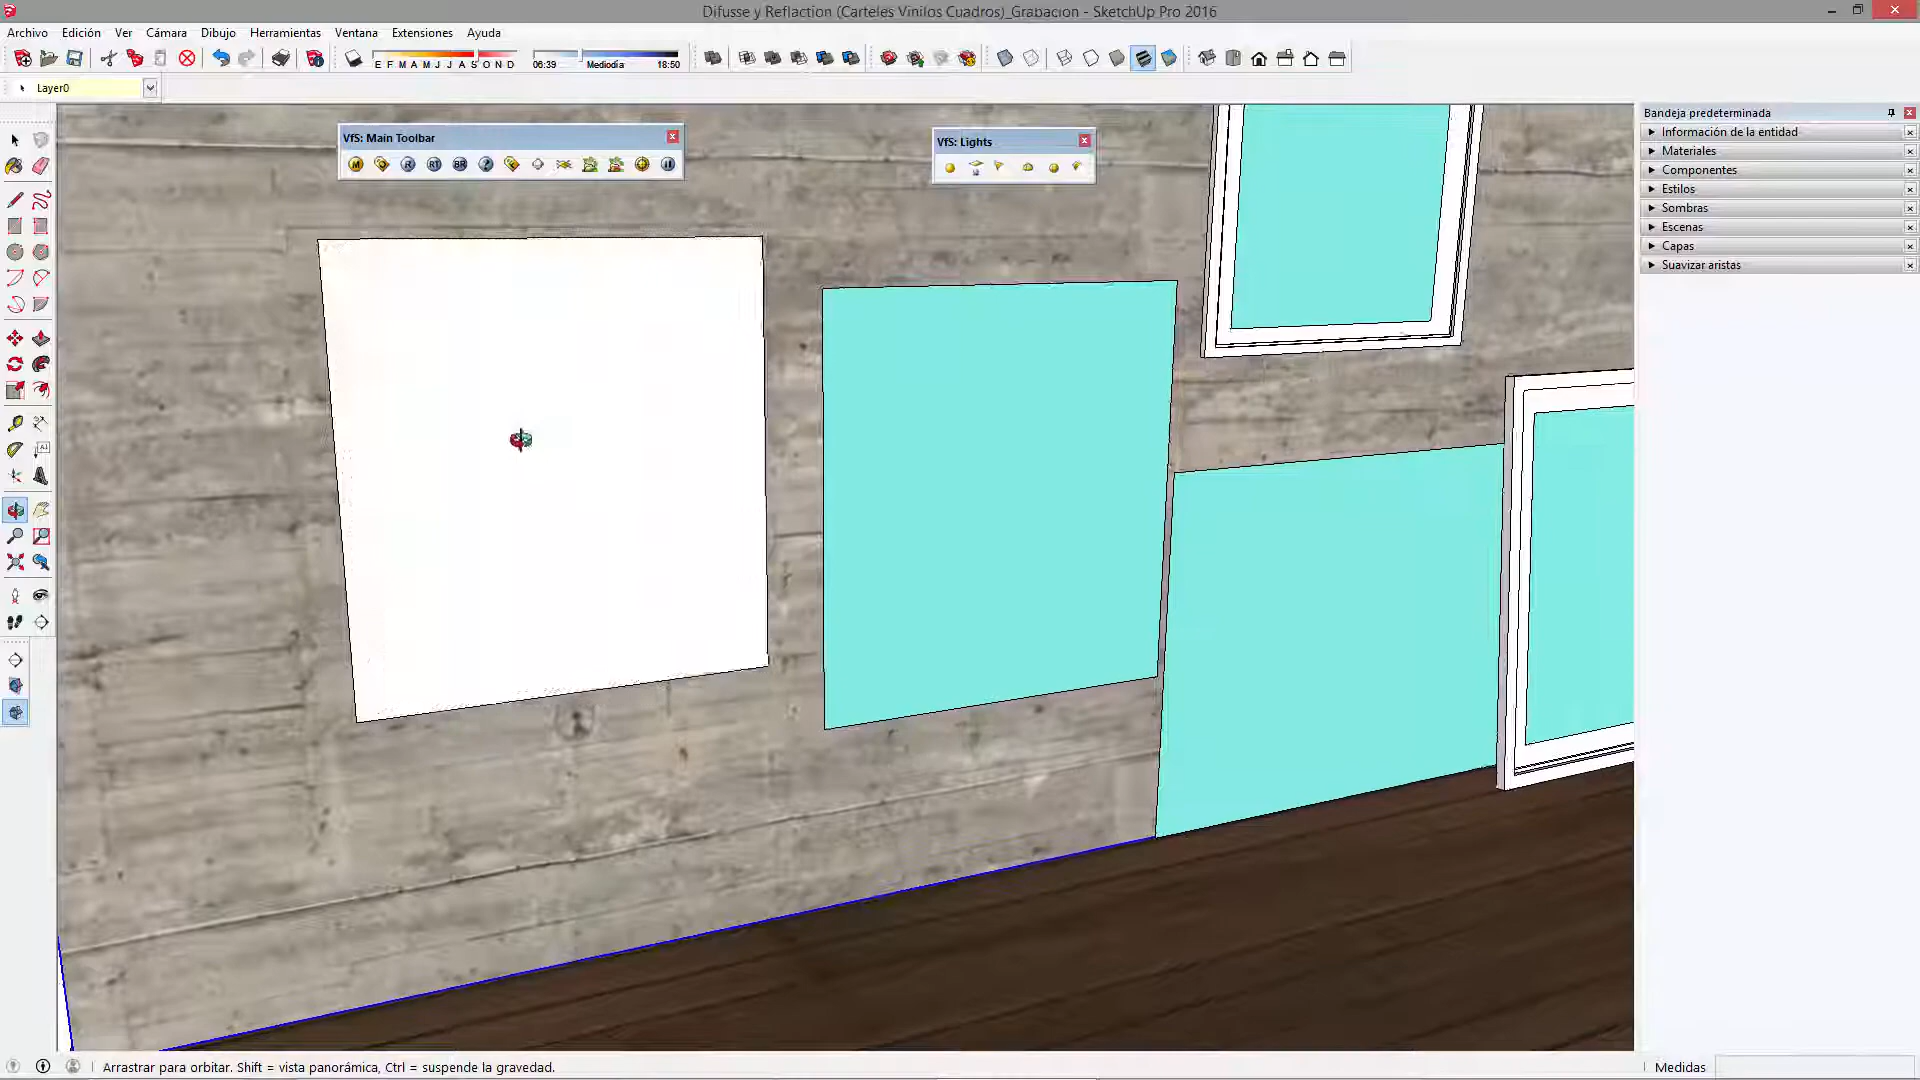 Difusse y Reflaction (Carteles Vinilos Cuadros)_Grabacion - SketchUp Pro 2016
Archivo Edición Ver Cámara Dibujo Herramientas Ventana Extensiones Ayuda
E F M A M J J A S O N D 06:39 Mediodía 18:50
Layer0
VfS: Main Toolbar
M R RT BR
VfS: Lights
Bandeja predeterminada
Información de la entidad
Materiales
Componentes
Estilos
Sombras
Escenas
Capas
Suavizar aristas
Arrastrar para orbitar. Shift = vista panorámica, Ctrl = suspende la gravedad.
Medidas